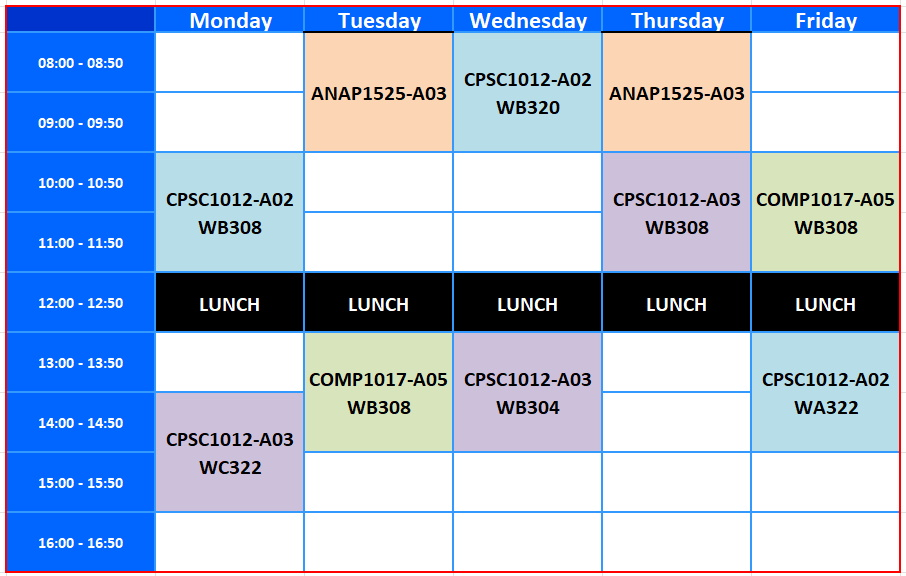 Monday Tuesday Wednesday Thursday Friday
08:00 - 08:50
ANAP1525-A03 CPSC1012-A02 ANAP1525-A03
WB320
09:00 - 09:50
10:00 - 10:50
CPSC1012-A02 CPSC1012-A03 COMP1017-A05
WB308 WB308 WB308
11:00 - 11:50
12:00 - 12:50 LUNCH LUNCH LUNCH LUNCH LUNCH
13:00 - 13:50
COMP1017-A05 CPSC1012-A03 CPSC1012-A02
WB308 WB304 WA322
14:00 - 14:50
CPSC1012-A03
WC322
15:00 - 15:50
16:00 - 16:50